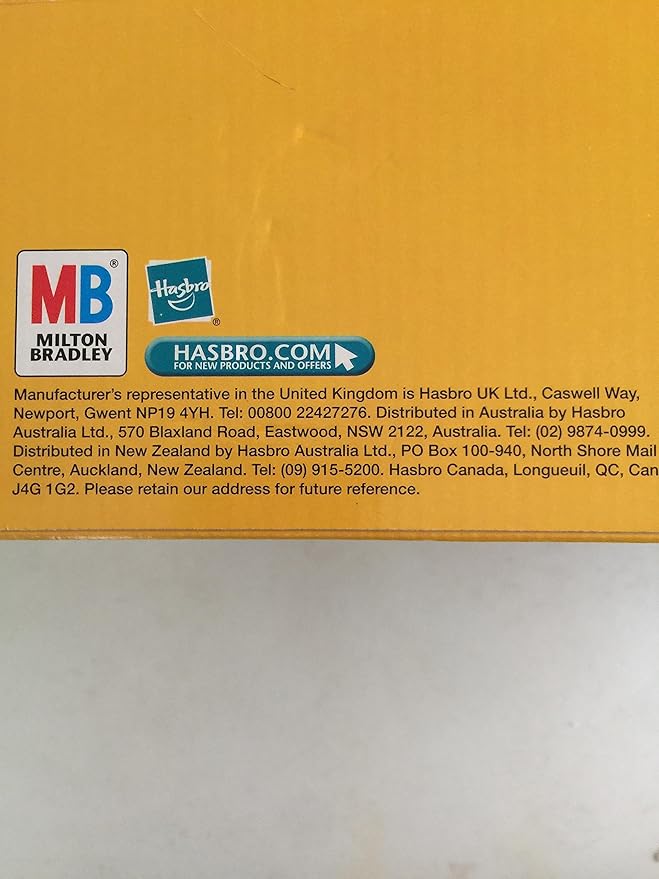 MB®
MILTON
BRADLEY
Hasbro
®
HASBRO.COM
FOR NEW PRODUCTS AND OFFERS
Manufacturer's representative in the United Kingdom is Hasbro UK Ltd., Caswell Way,
Newport, Gwent NP19 4YH. Tel: 00800 22427276. Distributed in Australia by Hasbro
Australia Ltd., 570 Blaxland Road, Eastwood, NSW 2122, Australia. Tel: (02) 9874-0999.
Distributed in New Zealand by Hasbro Australia Ltd., PO Box 100-940, North Shore Mail
Centre, Auckland, New Zealand. Tel: (09) 915-5200. Hasbro Canada, Longueuil, QC, Can
J4G 1G2. Please retain our address for future reference.